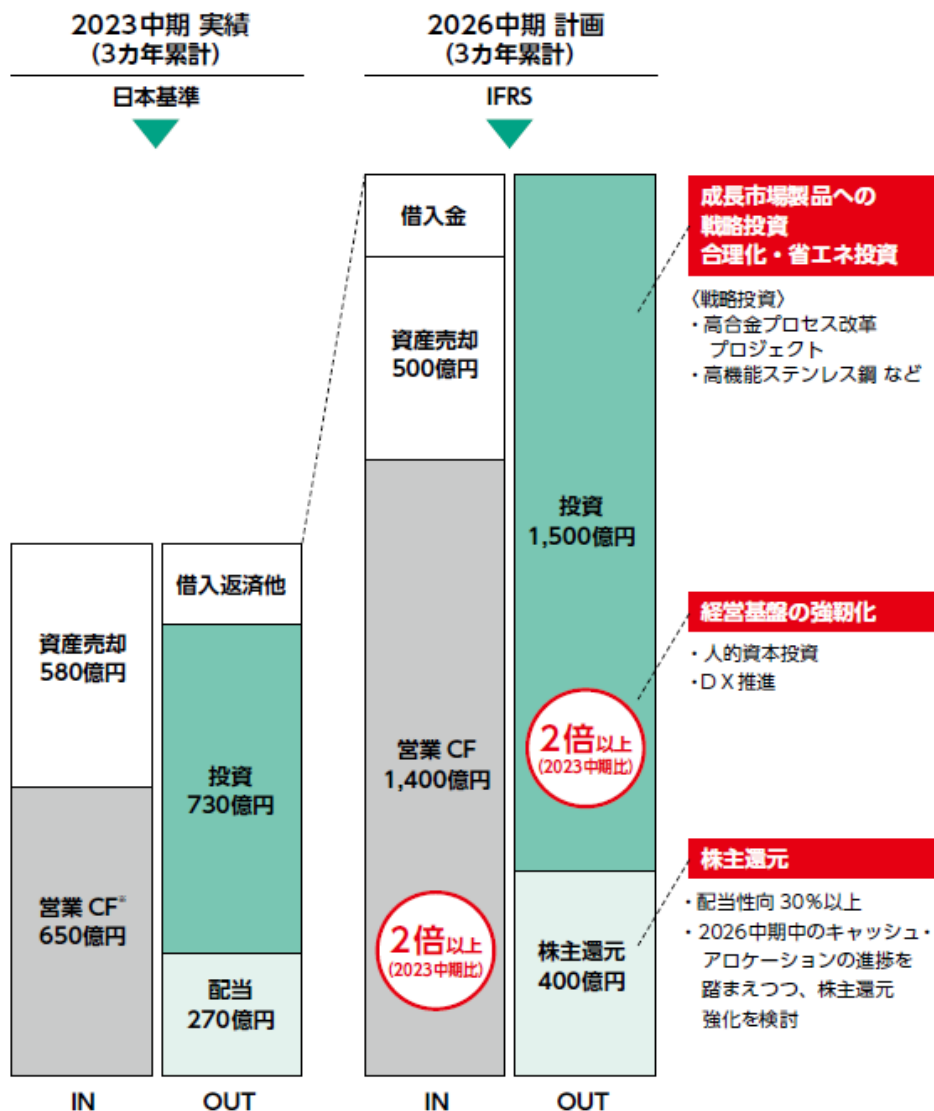 2023中期 実績
(3カ年累計)
日本基準
2026中期 計画
(3カ年累計)
IFRS
資産売却
580億円
営業 CF※
650億円
借入返済他
投資
730億円
配当
270億円
借入金
資産売却
500億円
営業 CF
1,400億円
2倍以上
(2023中期比)
投資
1,500億円
2倍以上
(2023中期比)
株主還元
400億円
IN
OUT
IN
OUT
成長市場製品への
戦略投資
合理化・省エネ投資
〈戦略投資〉
・高合金プロセス改革
プロジェクト
・高機能ステンレス鋼 など
経営基盤の強靭化
・人的資本投資
・DX推進
株主還元
・配当性向 30%以上
・2026中期中のキャッシュ・
アロケーションの進捗を
踏まえつつ、株主還元
強化を検討